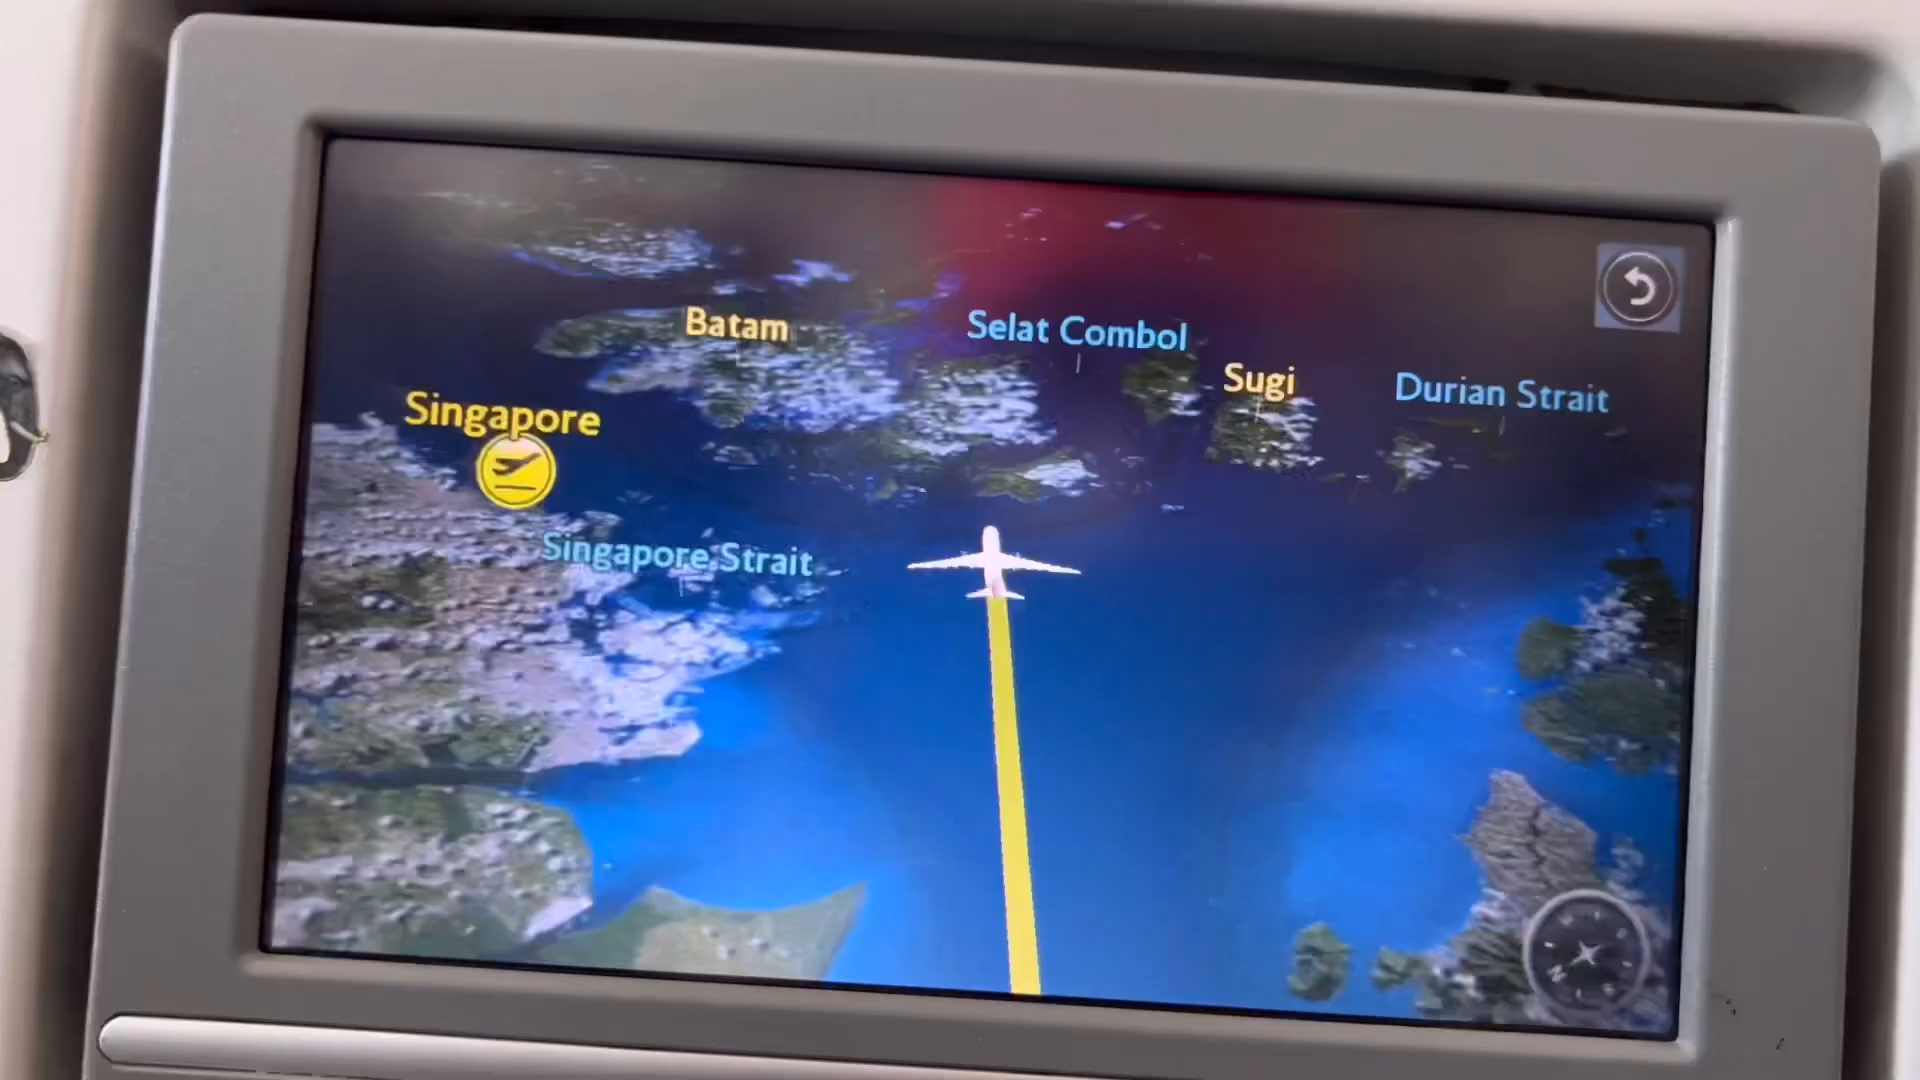 Batam
Selat Combol
Sugi
Durian Strait
Singapore
Singapore Strait
N